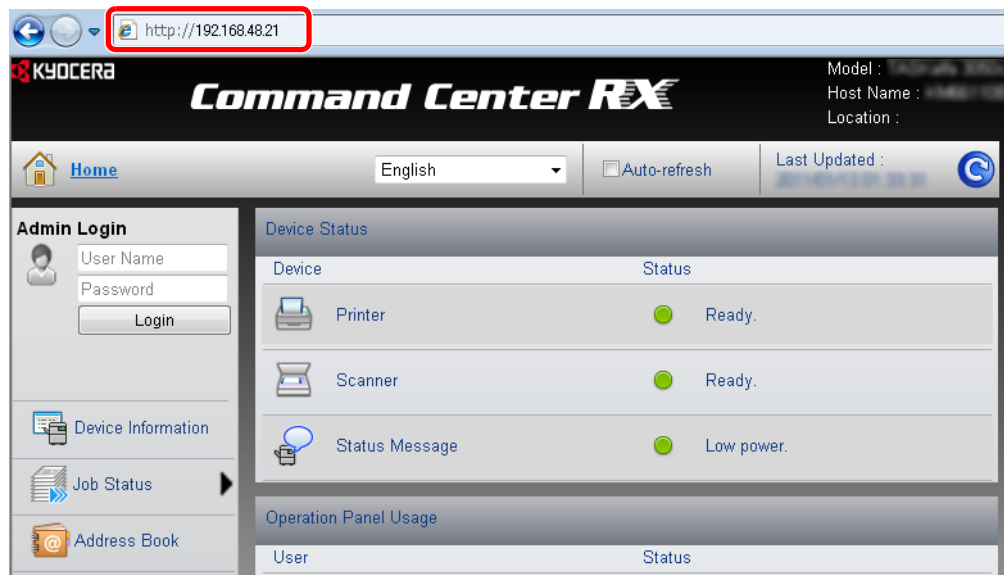 http://192.168.48.21
KYOCERA
Command Center RX
Model :
Host Name :
Location :
Home
English
Auto-refresh
Last Updated :
Admin Login
User Name
Password
Login
Device Information
Job Status
Address Book
Device Status
Device Status
Printer Ready.
Scanner Ready.
Status Message Low power.
Operation Panel Usage
User Status